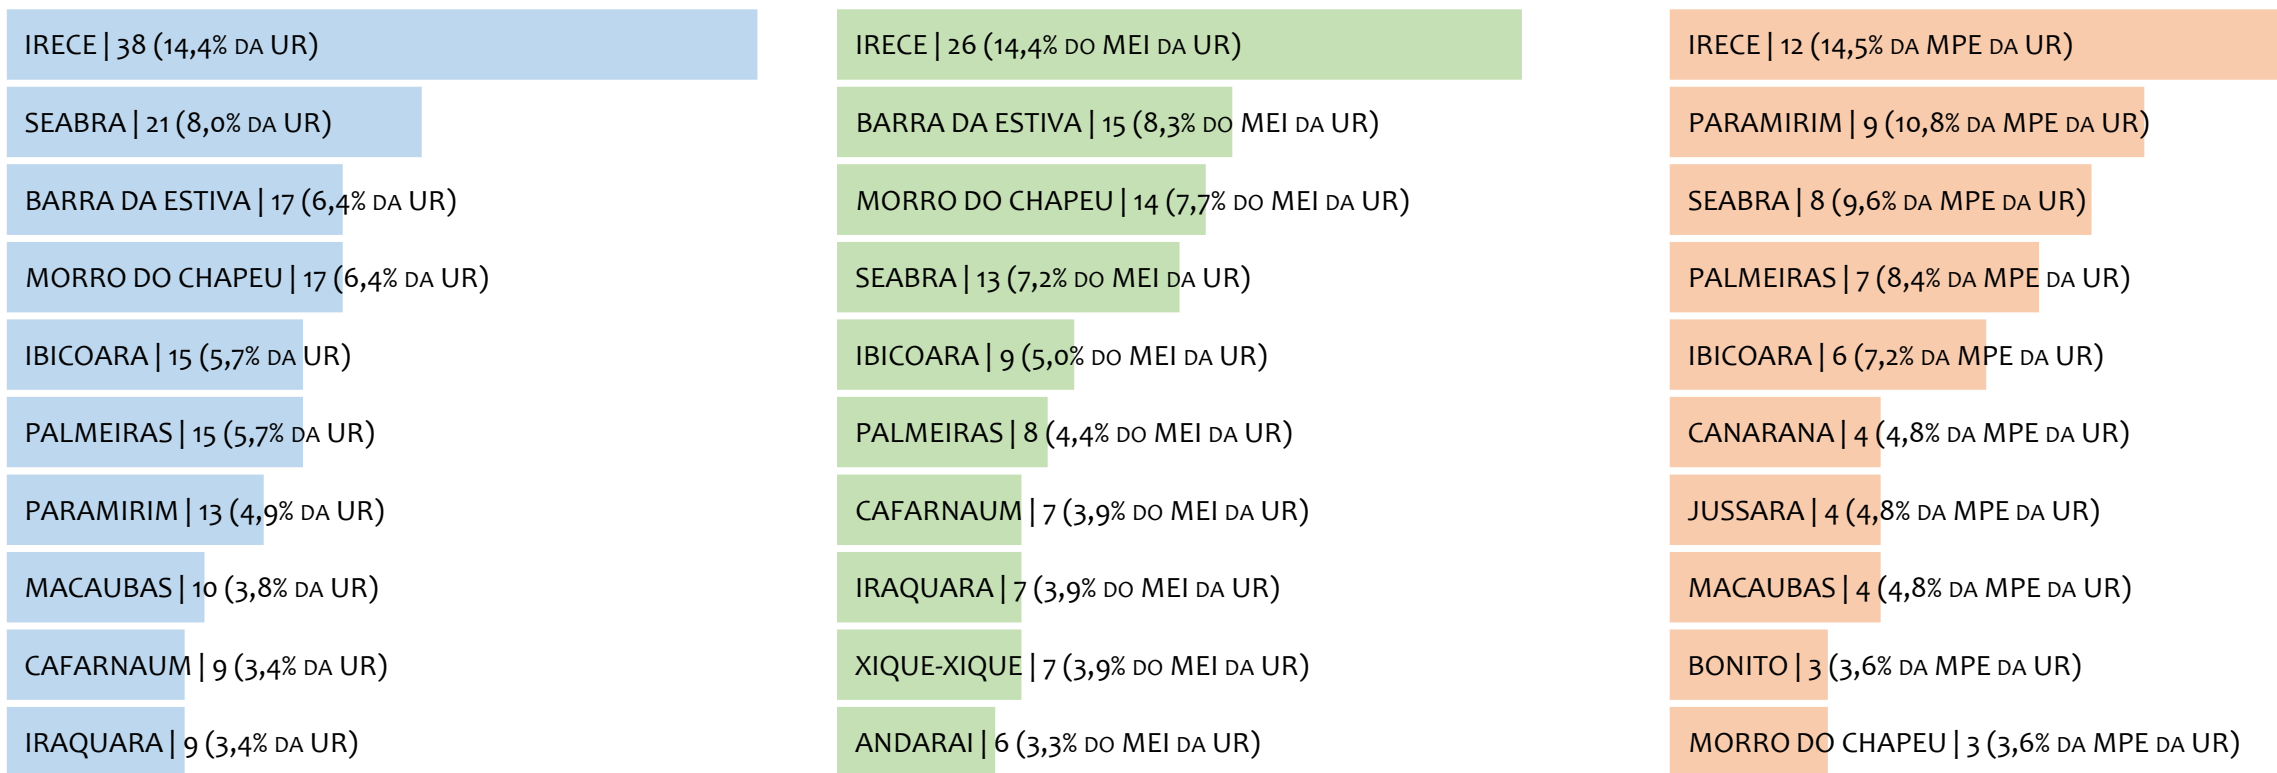 IRECE | 38 (14,4% DA UR)
SEABRA | 21 (8,0% DA UR)
BARRA DA ESTIVA | 17 (6,4% DA UR)
MORRO DO CHAPEU | 17 (6,4% DA UR)
IBICOARA | 15 (5,7% DA UR)
PALMEIRAS | 15 (5,7% DA UR)
PARAMIRIM | 13 (4,9% DA UR)
MACAUBAS | 10 (3,8% DA UR)
CAFARNAUM | 9 (3,4% DA UR)
IRAQUARA | 9 (3,4% DA UR)
IRECE | 26 (14,4% DO MEI DA UR)
BARRA DA ESTIVA | 15 (8,3% DO MEI DA UR)
MORRO DO CHAPEU | 14 (7,7% DO MEI DA UR)
SEABRA | 13 (7,2% DO MEI DA UR)
IBICOARA | 9 (5,0% DO MEI DA UR)
PALMEIRAS | 8 (4,4% DO MEI DA UR)
CAFARNAUM | 7 (3,9% DO MEI DA UR)
IRAQUARA | 7 (3,9% DO MEI DA UR)
XIQUE-XIQUE | 7 (3,9% DO MEI DA UR)
ANDARAI | 6 (3,3% DO MEI DA UR)
IRECE | 12 (14,5% DA MPE DA UR)
PARAMIRIM | 9 (10,8% DA MPE DA UR)
SEABRA | 8 (9,6% DA MPE DA UR)
PALMEIRAS | 7 (8,4% DA MPE DA UR)
IBICOARA | 6 (7,2% DA MPE DA UR)
CANARANA | 4 (4,8% DA MPE DA UR)
JUSSARA | 4 (4,8% DA MPE DA UR)
MACAUBAS | 4 (4,8% DA MPE DA UR)
BONITO | 3 (3,6% DA MPE DA UR)
MORRO DO CHAPEU | 3 (3,6% DA MPE DA UR)